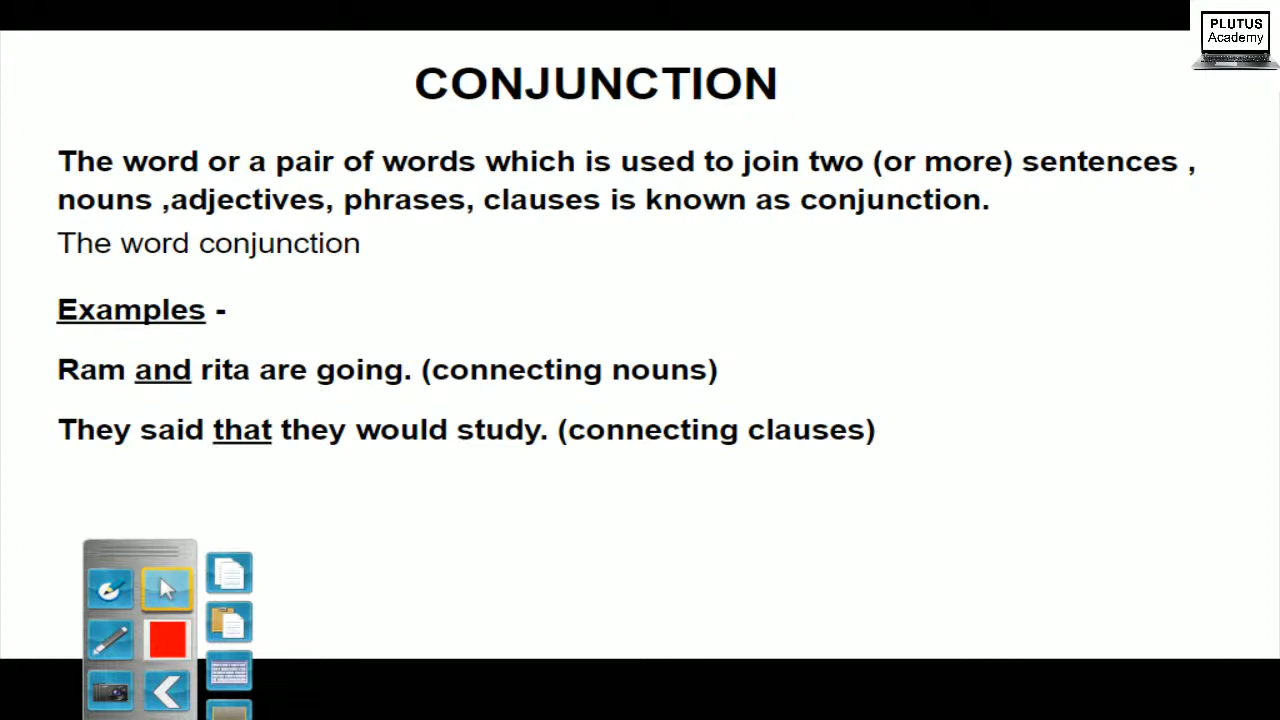 PLUTUS
Academy
CONJUNCTION
The word or a pair of words which is used to join two (or more) sentences ,
nouns ,adjectives, phrases, clauses is known as conjunction.
The word conjunction
Examples -
Ram and rita are going. (connecting nouns)
They said that they would study. (connecting clauses)